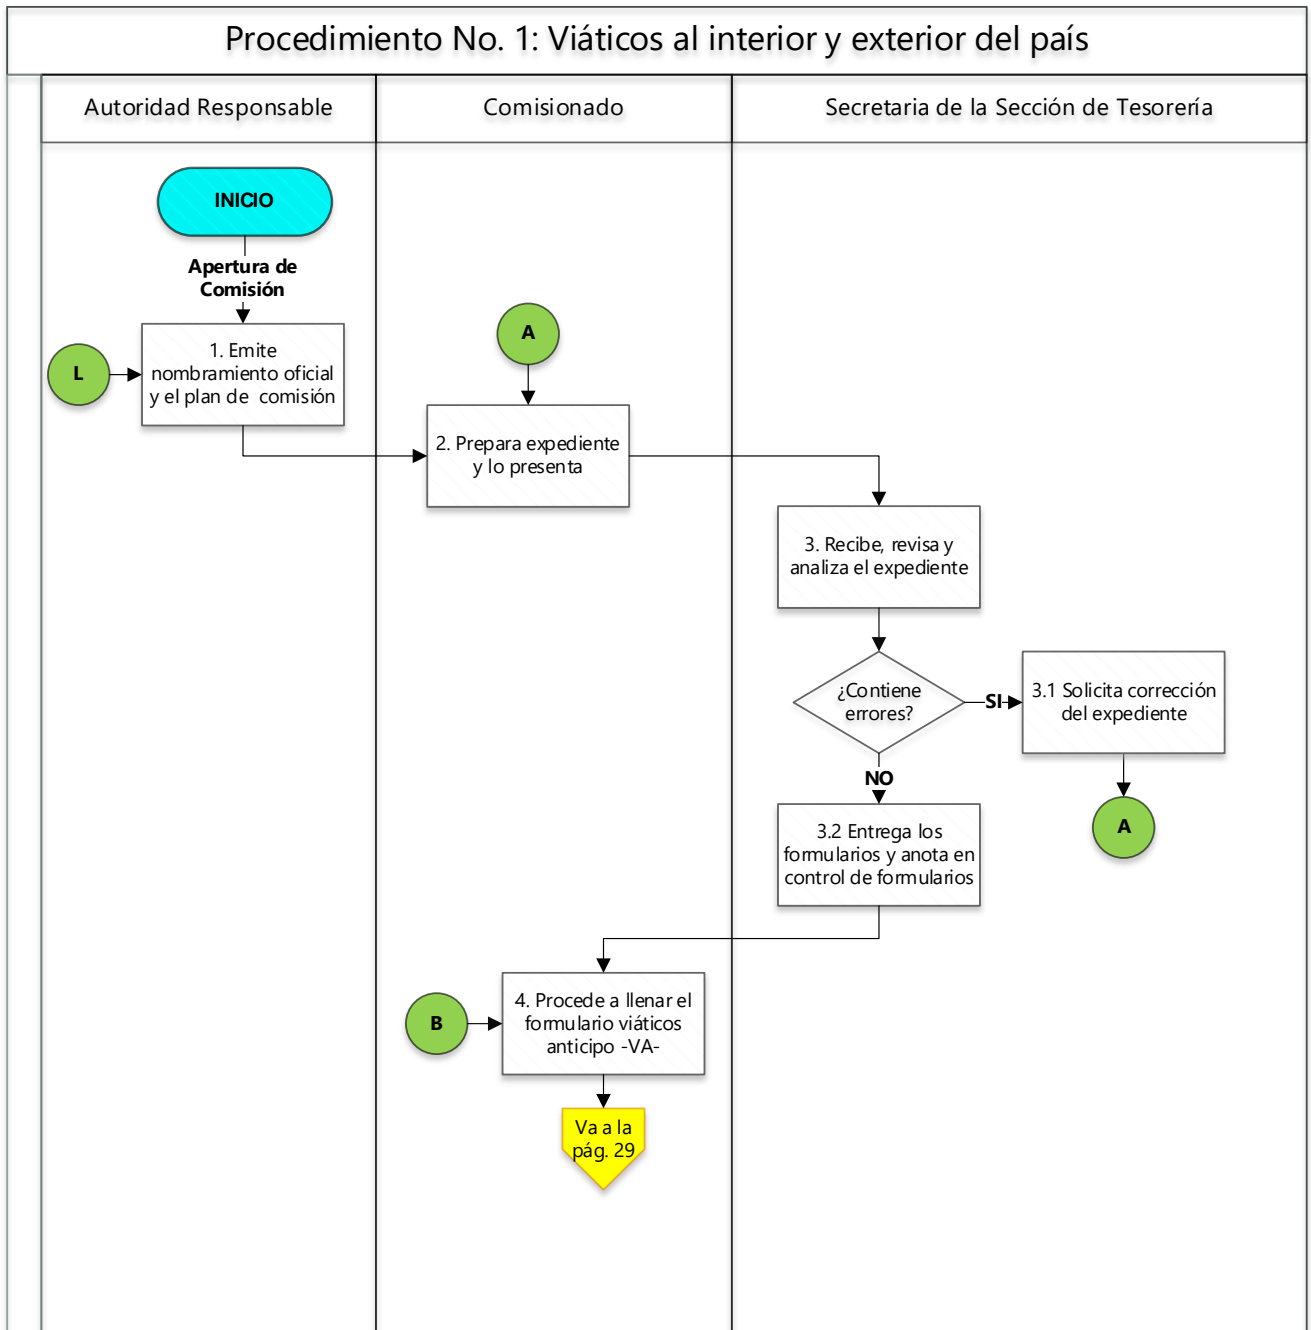 Procedimiento No. 1: Viáticos al interior y exterior del país
Autoridad Responsable
Comisionado
Secretaria de la Sección de Tesorería
INICIO
Apertura de
Comisión
L
1. Emite
nombramiento oficial
y el plan de comisión
A
2. Prepara expediente
y lo presenta
3. Recibe, revisa y
analiza el expediente
¿Contiene
errores?
SI
3.1 Solicita corrección
del expediente
A
NO
3.2 Entrega los
formularios y anota en
control de formularios
B
4. Procede a llenar el
formulario viáticos
anticipo -VA-
Va a la
pág. 29